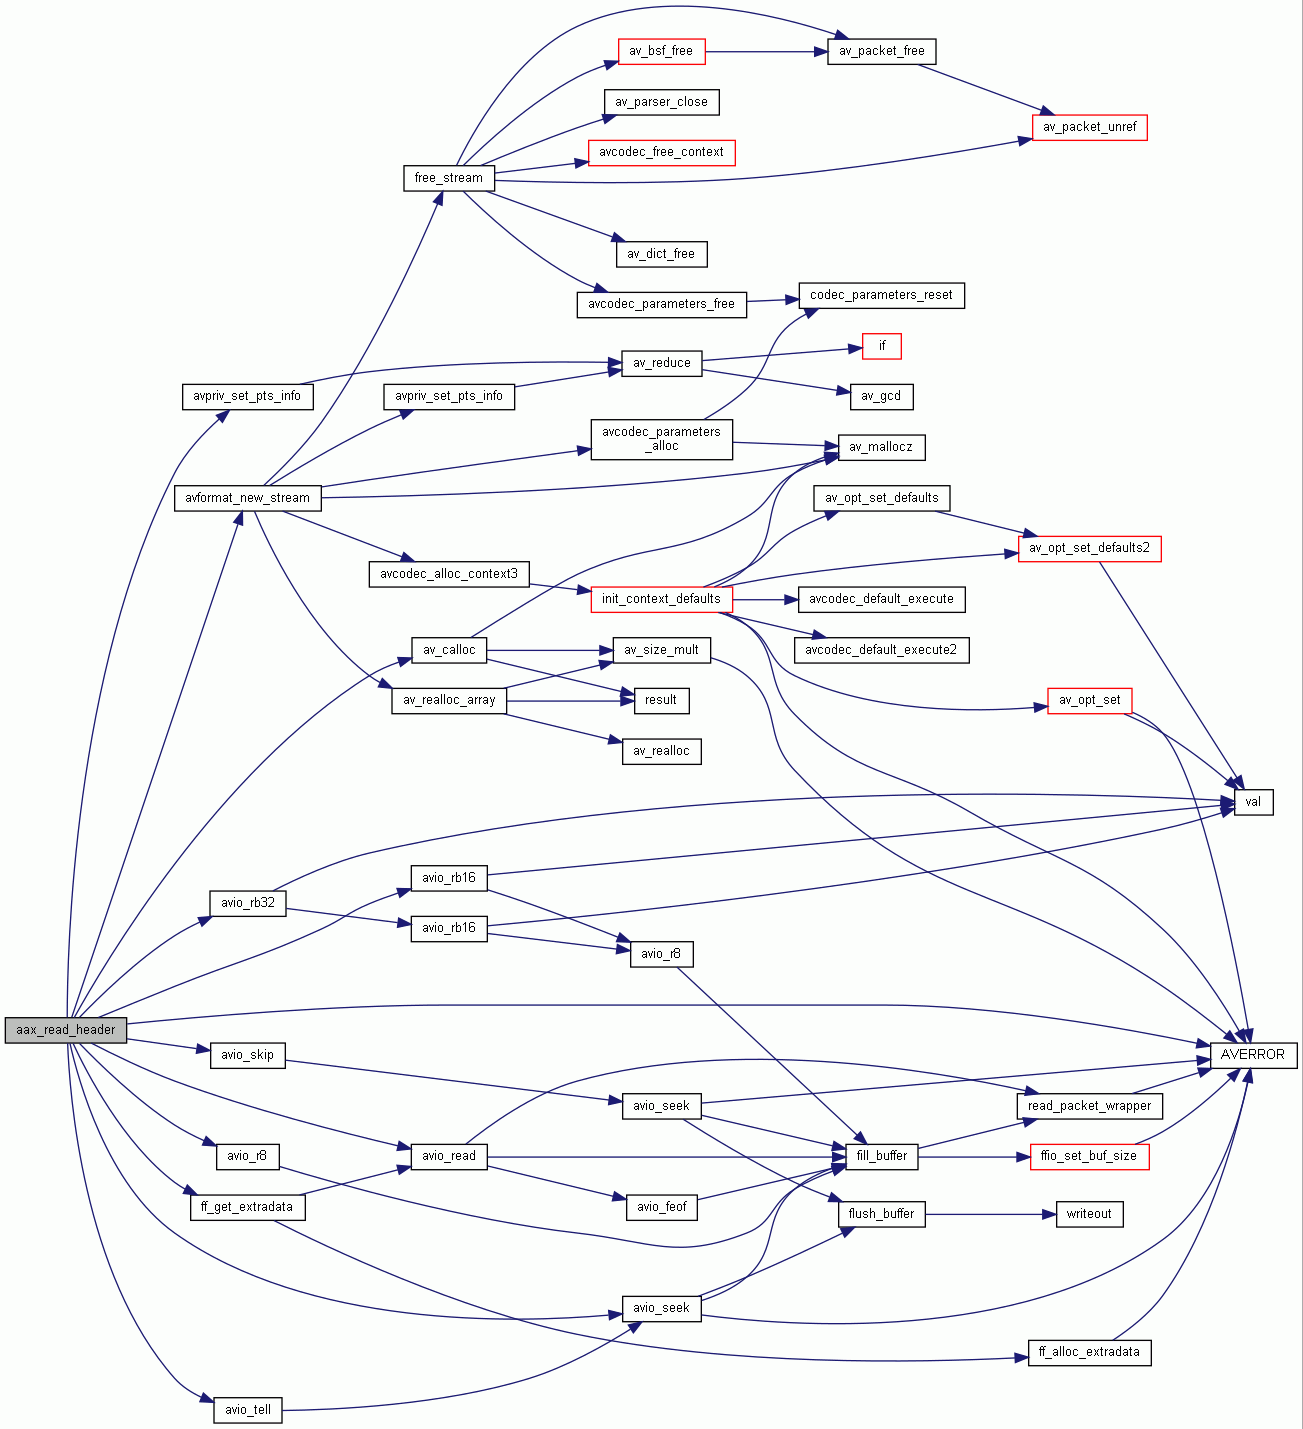 av_bsf_free
av_packet_free
av_parser_close
av_packet_unref
avcodec_free_context
free_stream
av_dict_free
avcodec_parameters_free
codec_parameters_reset
if
av_reduce
avpriv_set_pts_info
avpriv_set_pts_info
av_gcd
avcodec_parameters
_alloc
av_mallocz
avformat_new_stream
av_opt_set_defaults
av_opt_set_defaults2
avcodec_alloc_context3
init_context_defaults
avcodec_default_execute
av_calloc
av_size_mult
avcodec_default_execute2
av_realloc_array
result
av_opt_set
av_realloc
val
avio_rb16
avio_rb32
avio_rb16
avio_r8
aax_read_header
avio_skip
AVERROR
avio_seek
read_packet_wrapper
avio_r8
avio_read
fill_buffer
ffio_set_buf_size
ff_get_extradata
avio_feof
flush_buffer
writeout
avio_seek
ff_alloc_extradata
avio_tell